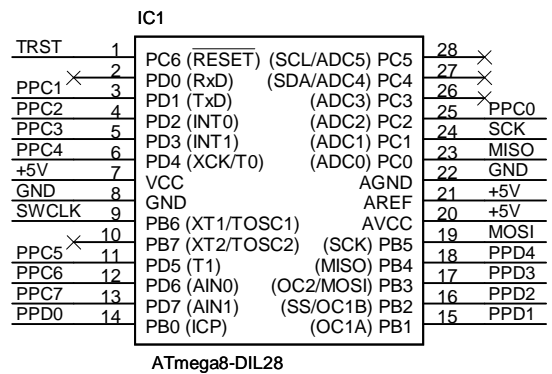 IC1
TRST 1 PC6 (RESET) (SCL/ADC5) PC5 28
2 PD0 (RxD) (SDA/ADC4) PC4 27
PPC1 3 PD1 (TxD) (ADC3) PC3 26
PPC2 4 PD2 (INT0) (ADC2) PC2 25 PPC0
PPC3 5 PD3 (INT1) (ADC1) PC1 24 SCK
PPC4 6 PD4 (XCK/T0) (ADC0) PC0 23 MISO
+5V 7 VCC AGND 22 GND
GND 8 GND AREF 21 +5V
SWCLK 9 PB6 (XT1/TOSC1) AVCC 20 +5V
10 PB7 (XT2/TOSC2) (SCK) PB5 19 MOSI
PPC5 11 PD5 (T1) (MISO) PB4 18 PPD4
PPC6 12 PD6 (AIN0) (OC2/MOSI) PB3 17 PPD3
PPC7 13 PD7 (AIN1) (SS/OC1B) PB2 16 PPD2
PPD0 14 PB0 (ICP) (OC1A) PB1 15 PPD1
ATmega8-DIL28